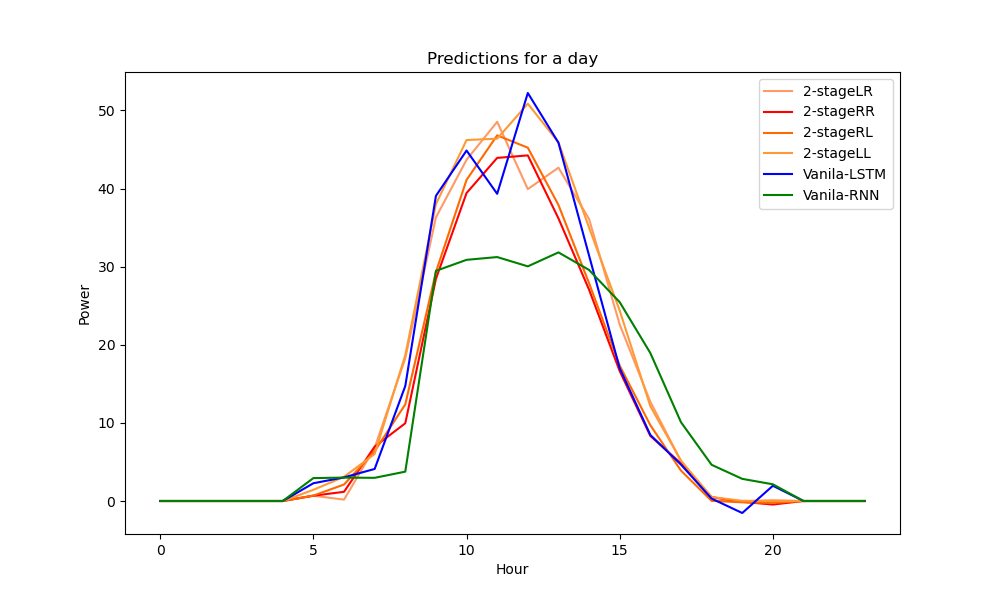 Predictions for a day
2-stageLR
2-stageRR
2-stageRL
2-stageLL
Vanila-LSTM
Vanila-RNN
Power
50
40
30
20
10
0
0 5 10 15 20
Hour